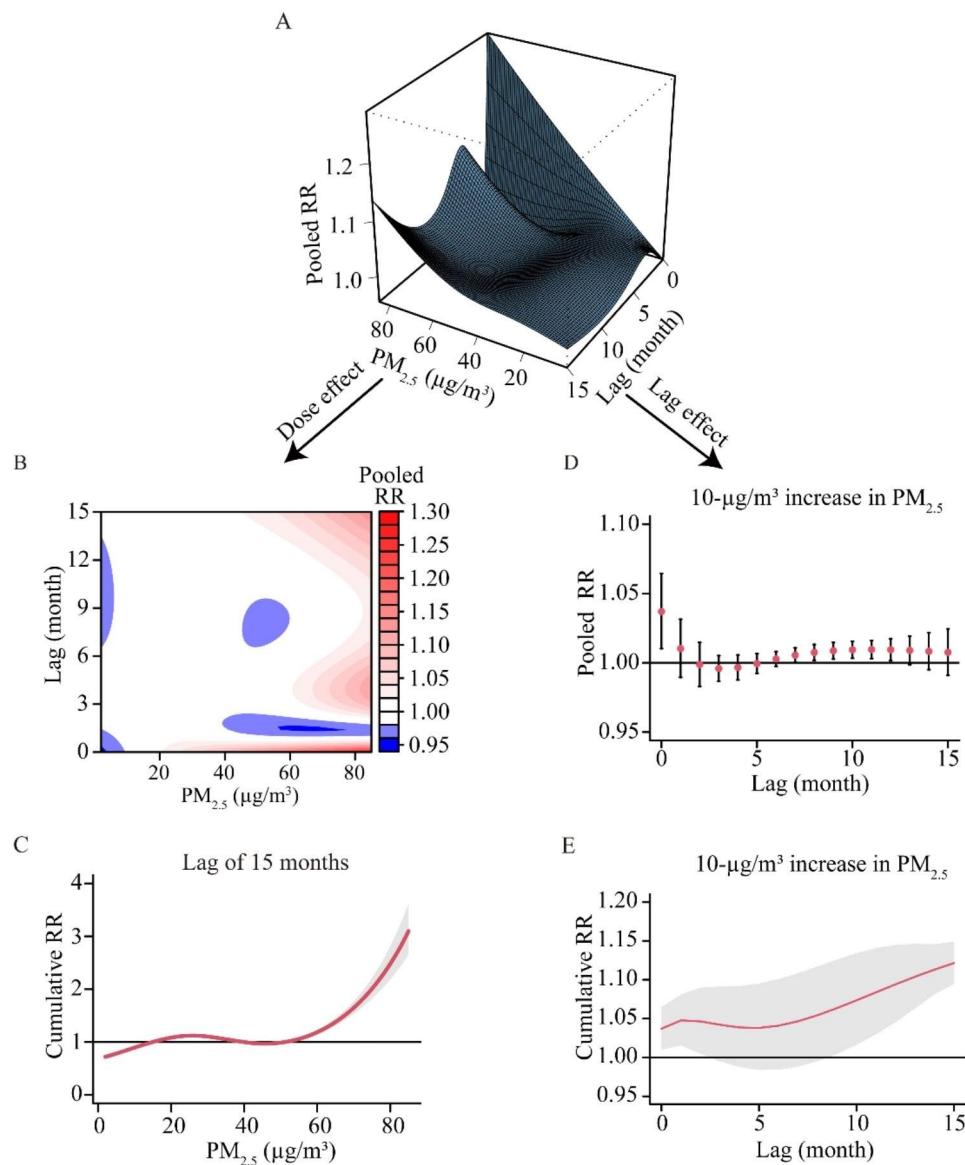 A
Pooled RR
1.2
1.1
1.0
80
60
40
20
PM2.5 (µg/m³)
0
5
10
15
Lag (month)
Dose effect
Lag effect
B
Pooled
RR
15
12
9
6
3
0
Lag (month)
20
40
60
80
PM2.5 (µg/m³)
1.30
1.25
1.20
1.15
1.10
1.05
1.00
0.95
D
10-µg/m³ increase in PM2.5
1.10
1.05
1.00
0.95
Pooled RR
0
5
10
15
Lag (month)
C
Lag of 15 months
4
3
2
1
0
Cumulative RR
0
20
40
60
80
PM2.5 (µg/m³)
E
10-µg/m³ increase in PM2.5
1.20
1.15
1.10
1.05
1.00
0.95
Cumulative RR
0
5
10
15
Lag (month)